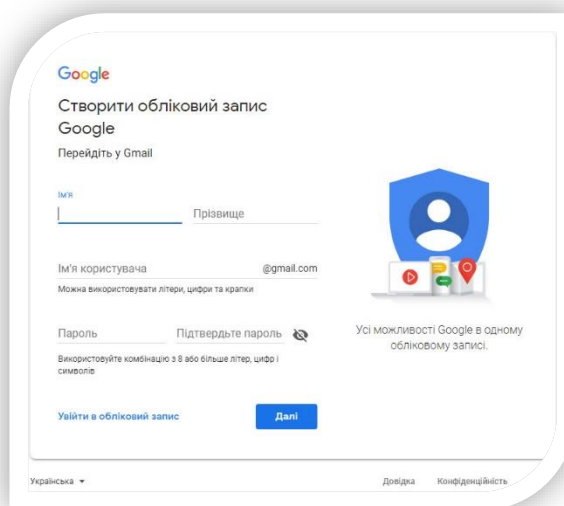 Google
Створити обліковий запис
Google
Перейдіть у Gmail
Ім'я
Прізвище
Ім'я користувача @gmail.com
Можна використовувати літери, цифри та крапки
Пароль Підтвердьте пароль
Використовуйте комбінацію з 8 або більше літер, цифр і
символів
Усі можливості Google в одному
обліковому записі.
Увійти в обліковий запис Далі
Українська Довідка Конфіденційність